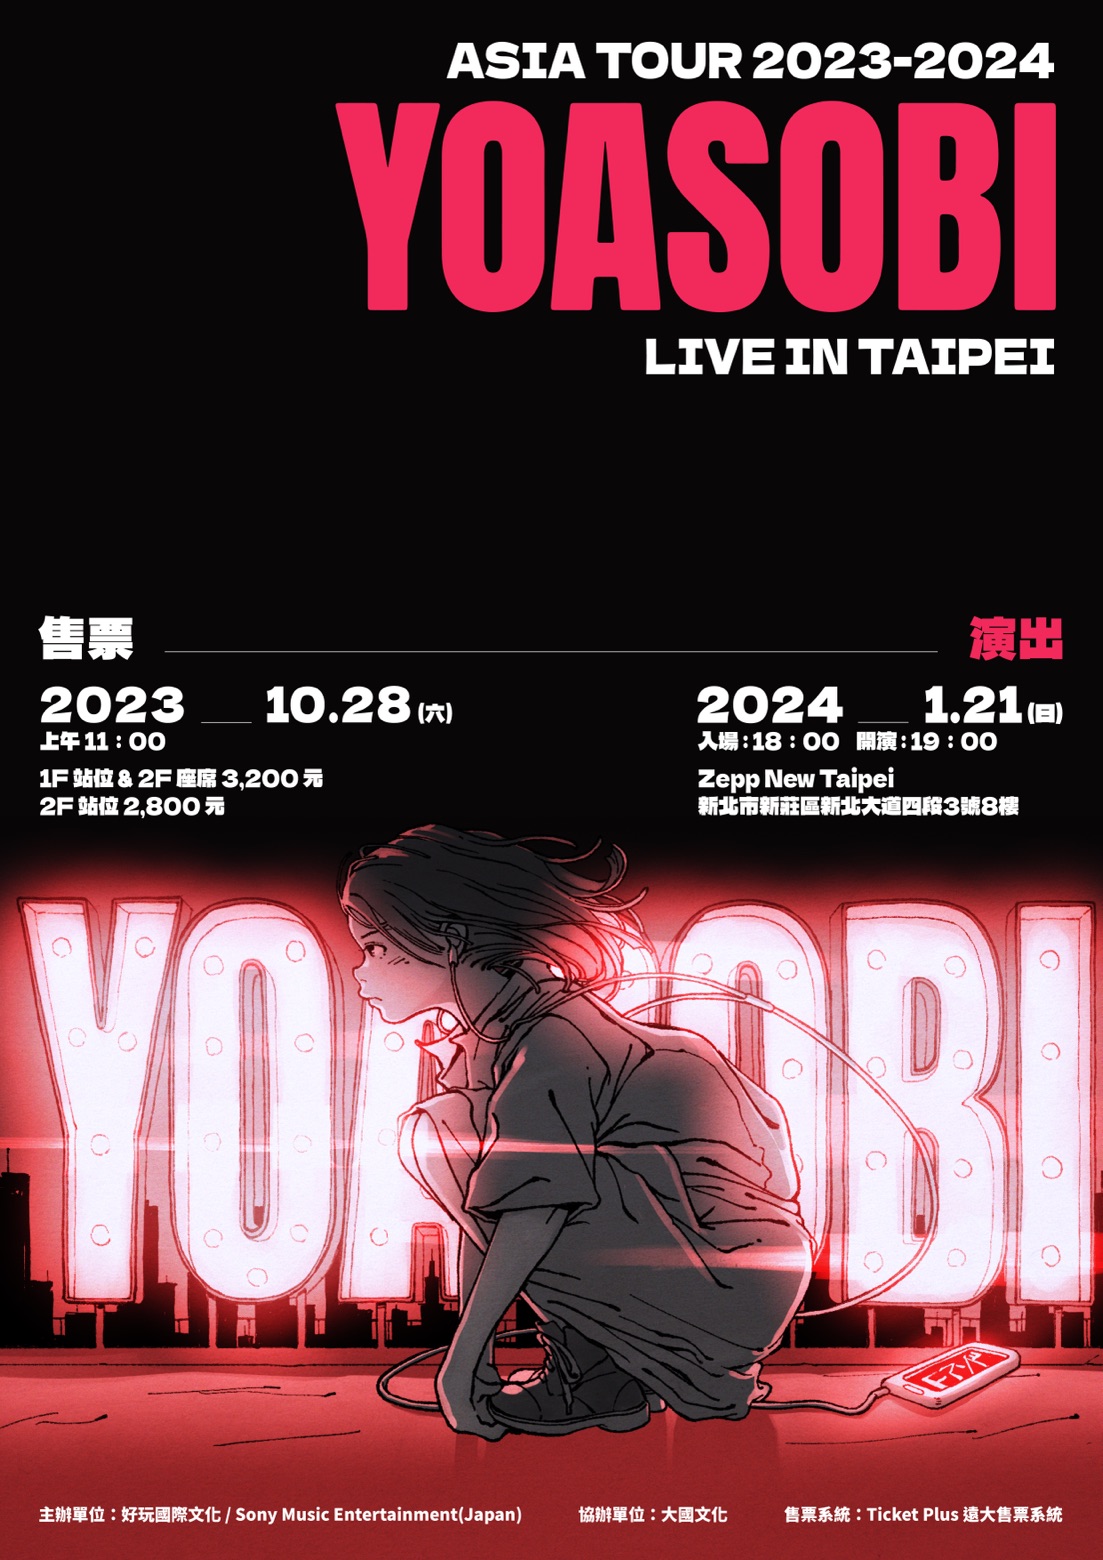 ASIA TOUR 2023-2024
YOASOBI
LIVE IN TAIPEI
售票
演出
2023 __ 10.28 (六)
上午 11：00
1F 站位 & 2F 座席 3,200 元
2F 站位 2,800 元
2024 __ 1.21 (日)
入場：18：00 開演：19：00
Zepp New Taipei
新北市新莊區新北大道四段3號8樓
YOASOBI
主辦單位：好玩國際文化 / Sony Music Entertainment(Japan)
協辦單位：大國文化
售票系統：Ticket Plus 遠大售票系統